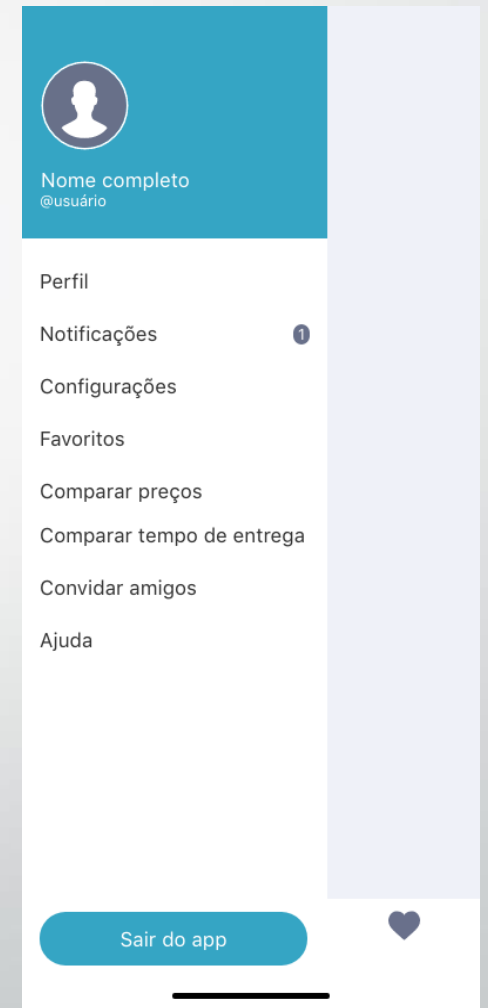 Nome completo
@usuário
Perfil
Notificações 1
Configurações
Favoritos
Comparar preços
Comparar tempo de entrega
Convidar amigos
Ajuda
Sair do app